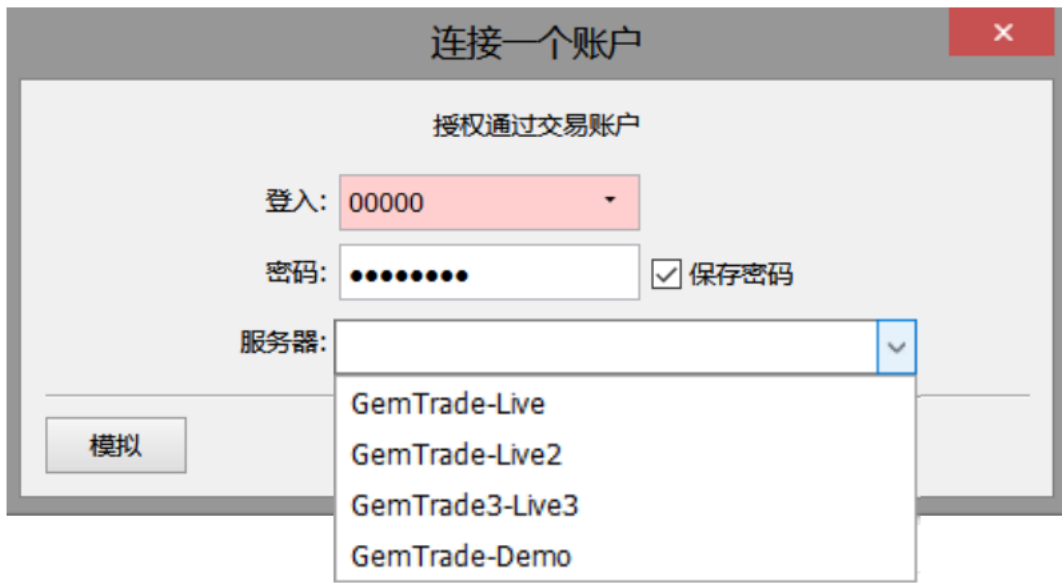 连接一个账户
授权通过交易账户
登入: 00000
密码: ●●●●●●●● 保存密码
服务器:
GemTrade-Live
模拟
GemTrade-Live2
GemTrade3-Live3
GemTrade-Demo